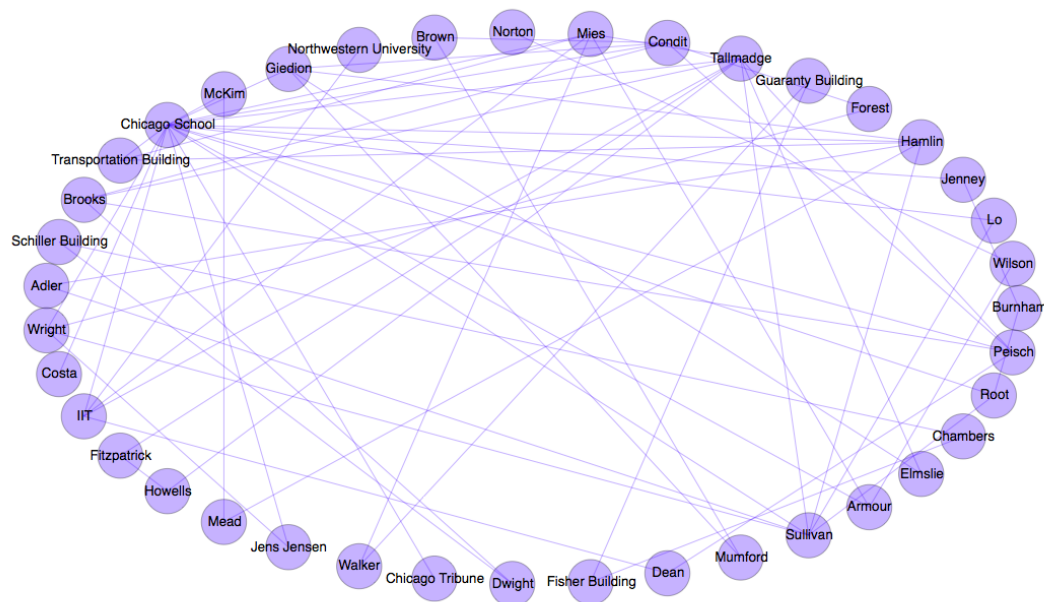 Norton
Mies
Brown
Condit
Northwestern University
Tallmadge
Giedion
Guaranty Building
McKim
Forest
Chicago School
Hamlin
Transportation Building
Jenney
Brooks
Lo
Schiller Building
Wilson
Adler
Burnham
Wright
Peisch
Costa
Root
IIT
Chambers
Fitzpatrick
Elmslie
Howells
Armour
Mead
Sullivan
Jens Jensen
Mumford
Walker
Dean
Chicago Tribune
Dwight
Fisher Building